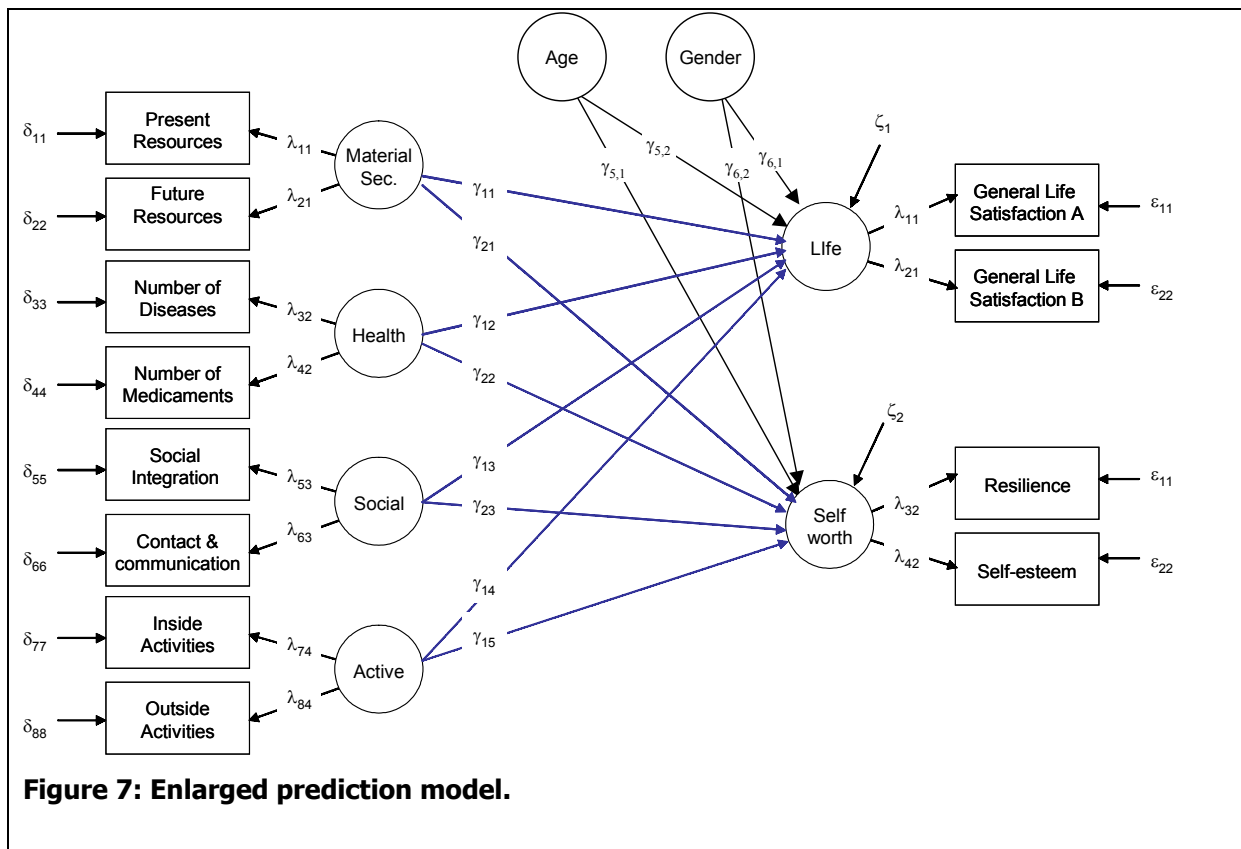 Age
Gender
Present
Resources
Future
Resources
Number of
Diseases
Number of
Medicaments
Social
Integration
Contact &
communication
Inside
Activities
Outside
Activities
δ11
δ22
δ33
δ44
δ55
δ66
δ77
δ88
λ11
λ21
λ32
λ42
λ53
λ63
λ74
λ84
Material
Sec.
Health
Social
Active
γ11
γ21
γ12
γ22
γ13
γ23
γ14
γ15
γ5,2
γ5,1
γ6,1
γ6,2
ζ1
LIfe
λ11
λ21
General Life
Satisfaction A
General Life
Satisfaction B
ε11
ε22
ζ2
Self
worth
λ32
λ42
Resilience
Self-esteem
ε11
ε22
Figure 7: Enlarged prediction model.